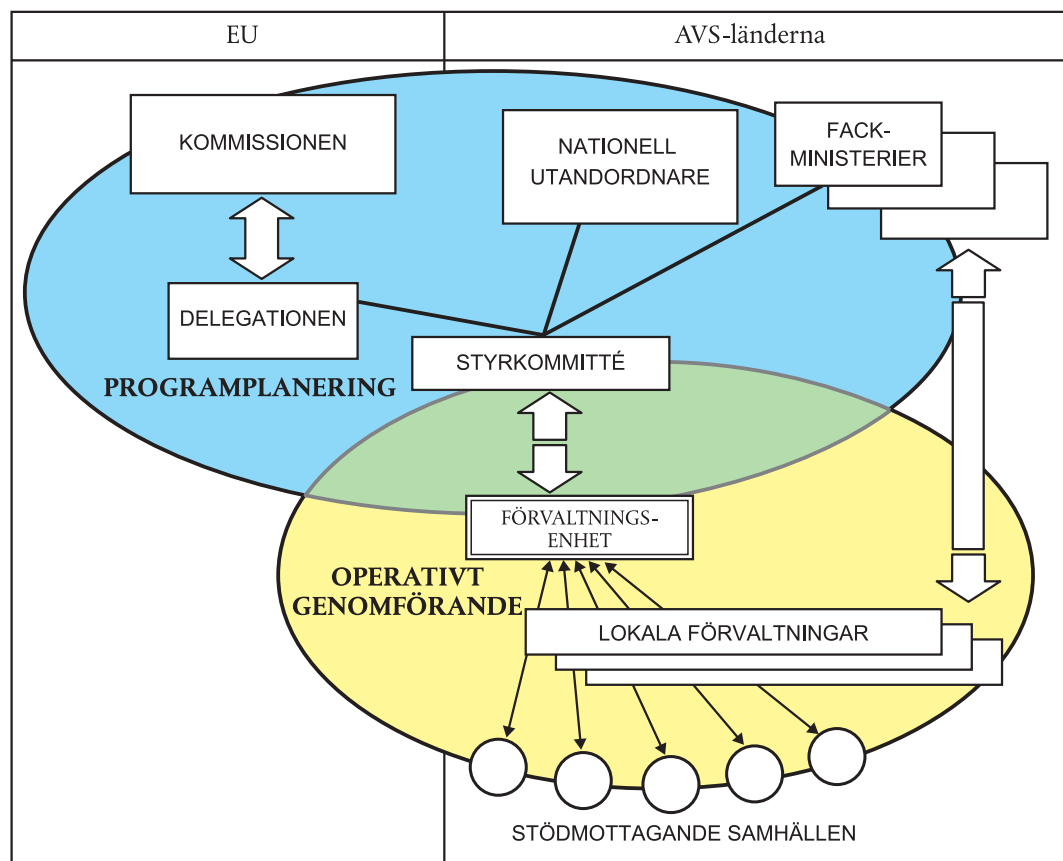 EU
AVS-länderna
KOMMISSIONEN
NATIONELL
UTANDORDNARE
FACK-
MINISTERIER
DELEGATIONEN
STYRKOMMITTÉ
PROGRAMPLANERING
FÖRVALTNINGS-
ENHET
OPERATIVT
GENOMFÖRANDE
LOKALA FÖRVALTNINGAR
STÖDMOTTAGANDE SAMHÄLLEN